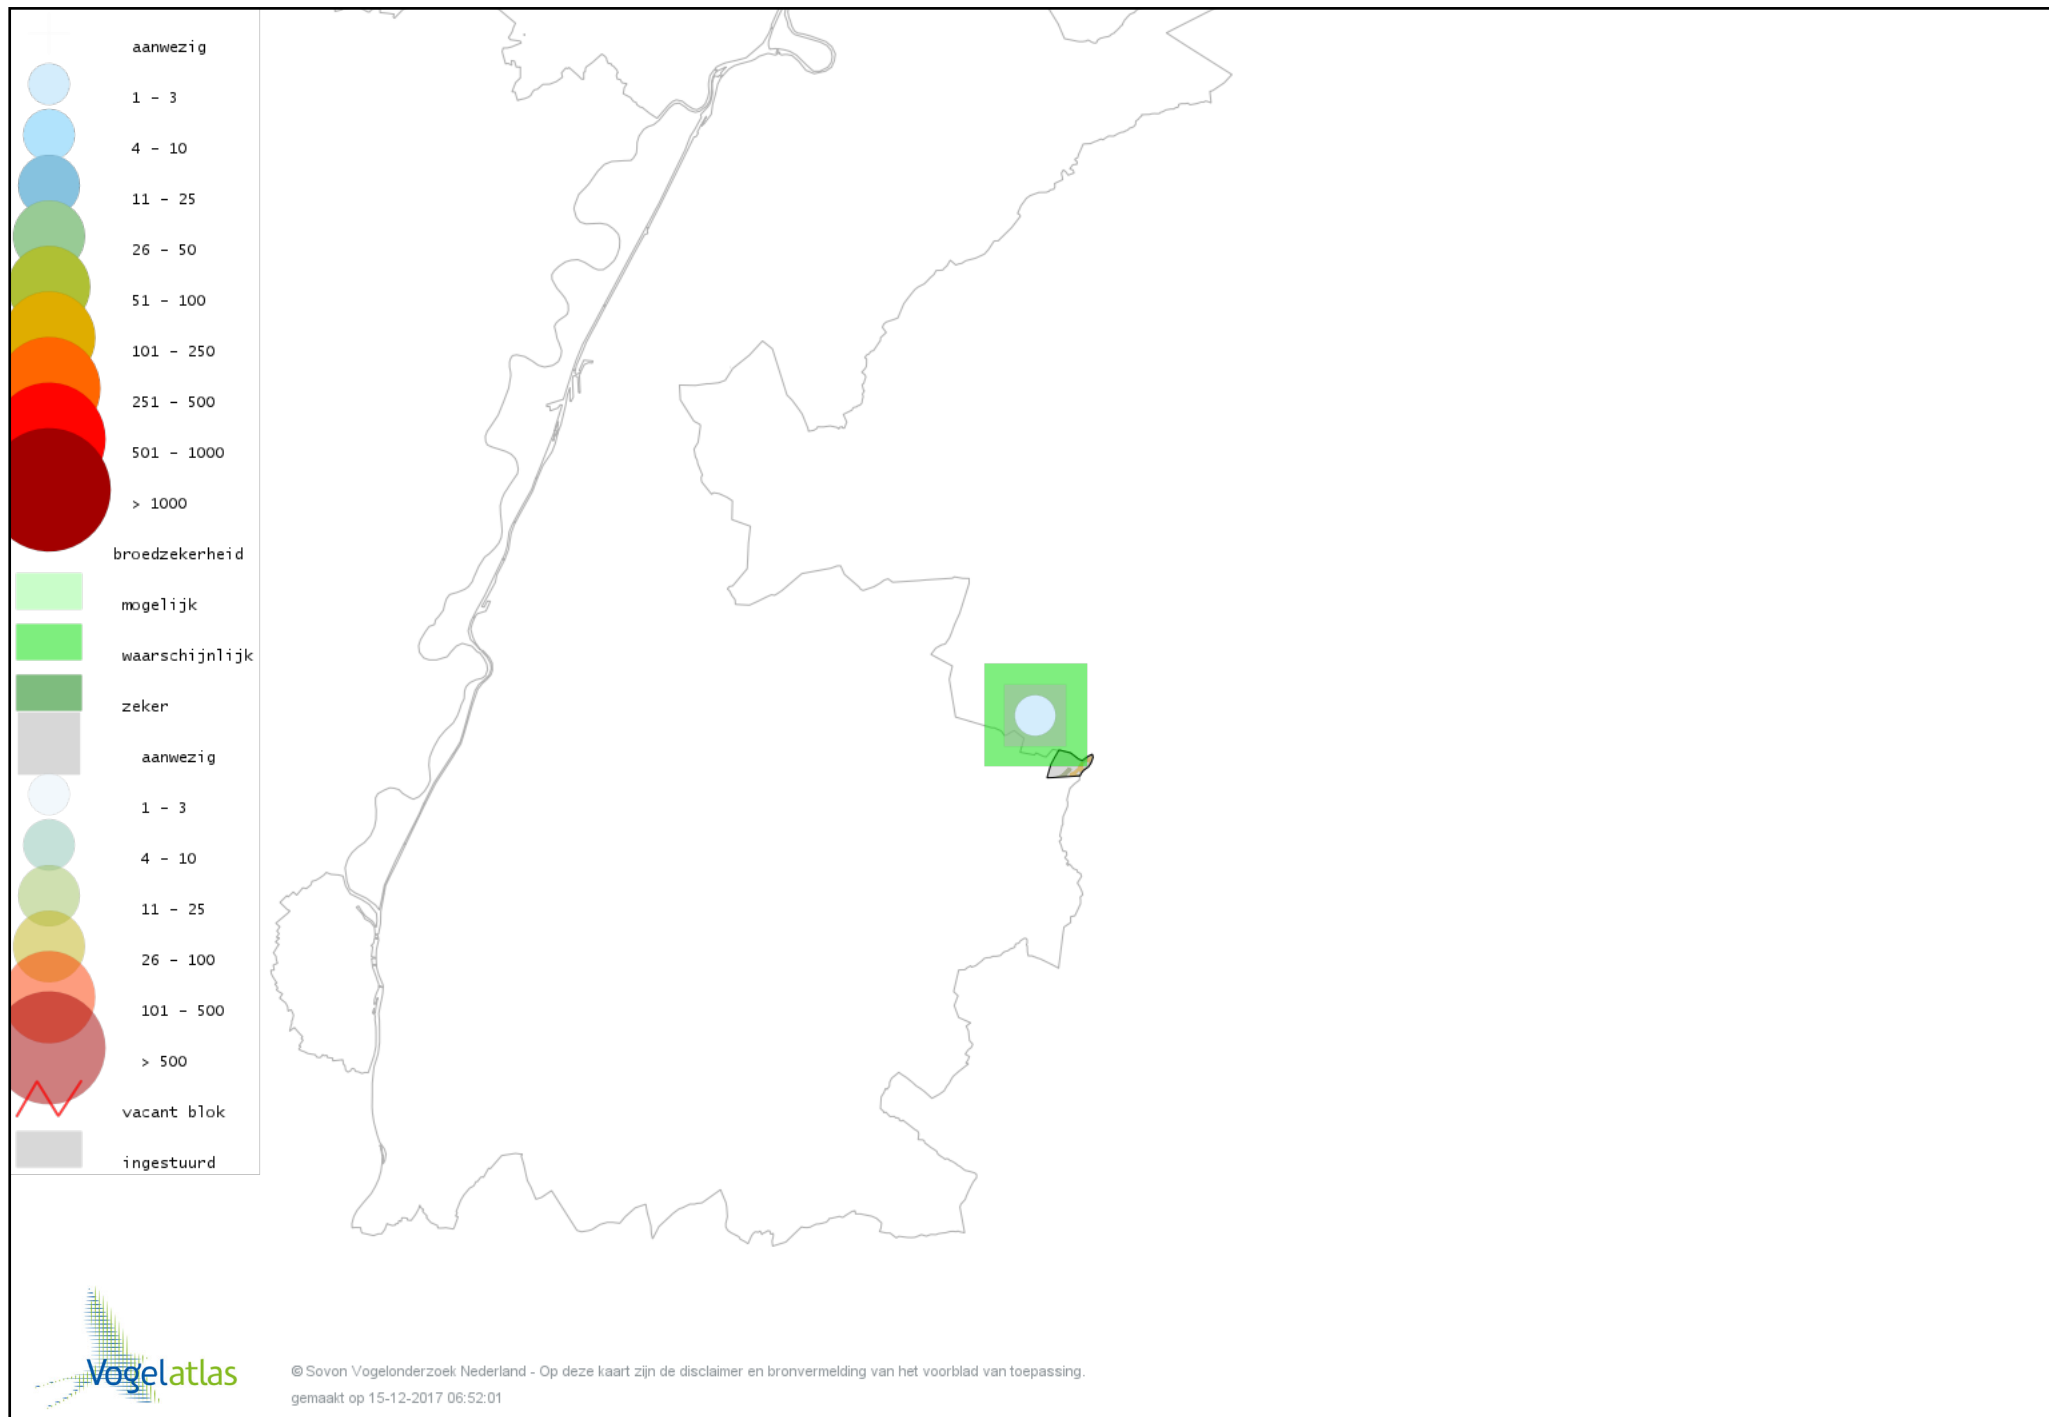 aanwezig
1 - 3
4 - 10
11 - 25
26 - 50
51 - 100
101 - 250
251 - 500
501 - 1000
> 1000
broedzekerheid
mogelijk
waarschijnlijk
zeker
aanwezig
1 - 3
4 - 10
11 - 25
26 - 100
101 - 500
> 500
vacant blok
ingestuurd
Vogelatlas
© Sovon Vogelonderzoek Nederland - Op deze kaart zijn de disclaimer en bronvermelding van het voorblad van toepassing.
gemaakt op 15-12-2017 06:52:01